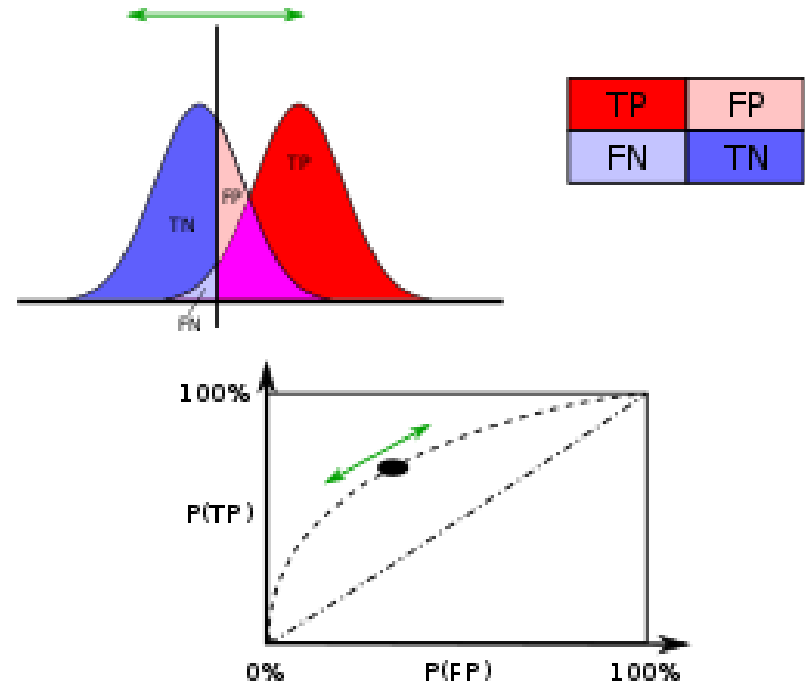 TP FP
FN TN
TP
FP
TN
FN
100%
P(TP)
0% P(FP) 100%